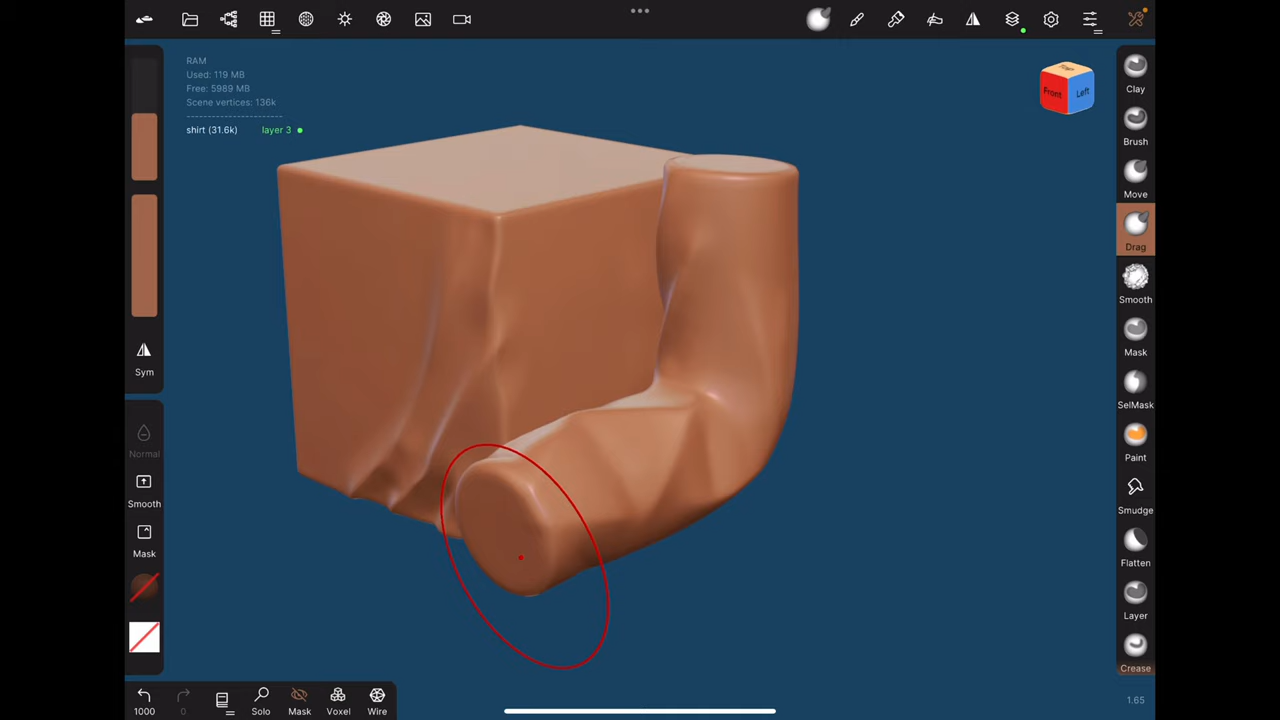 RAM
Used: 119 MB
Free: 5989 MB
Scene vertices: 136k
shirt (31.6k) layer 3
Top
Front
Left
Sym
Normal
Smooth
Mask
Clay
Brush
Move
Drag
Smooth
Mask
SelMask
Paint
Smudge
Flatten
Layer
Crease
1000
0
Solo
Mask
Voxel
Wire
1.65